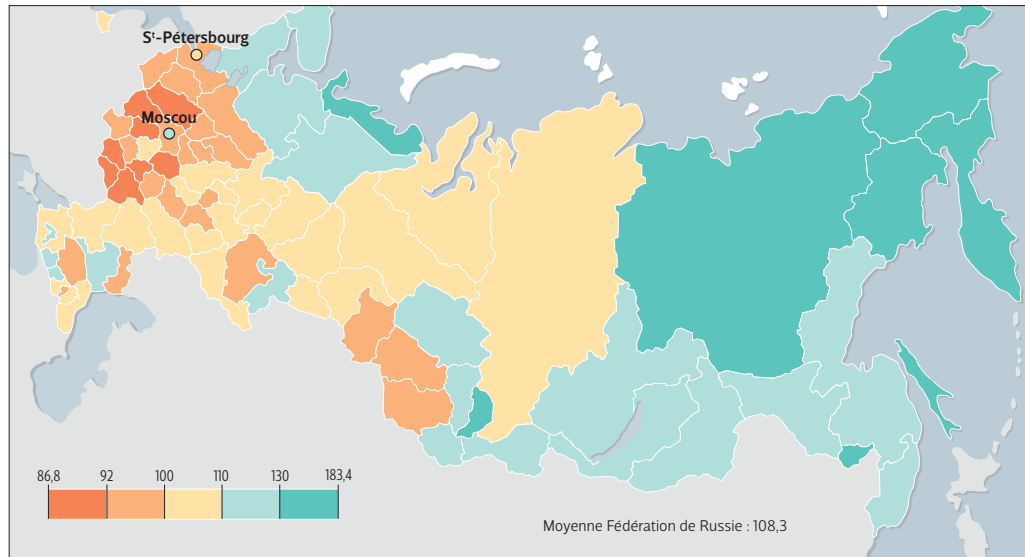 Sᵗ-Pétersbourg
Moscou
86,8 92 100 110 130 183,4
Moyenne Fédération de Russie : 108,3